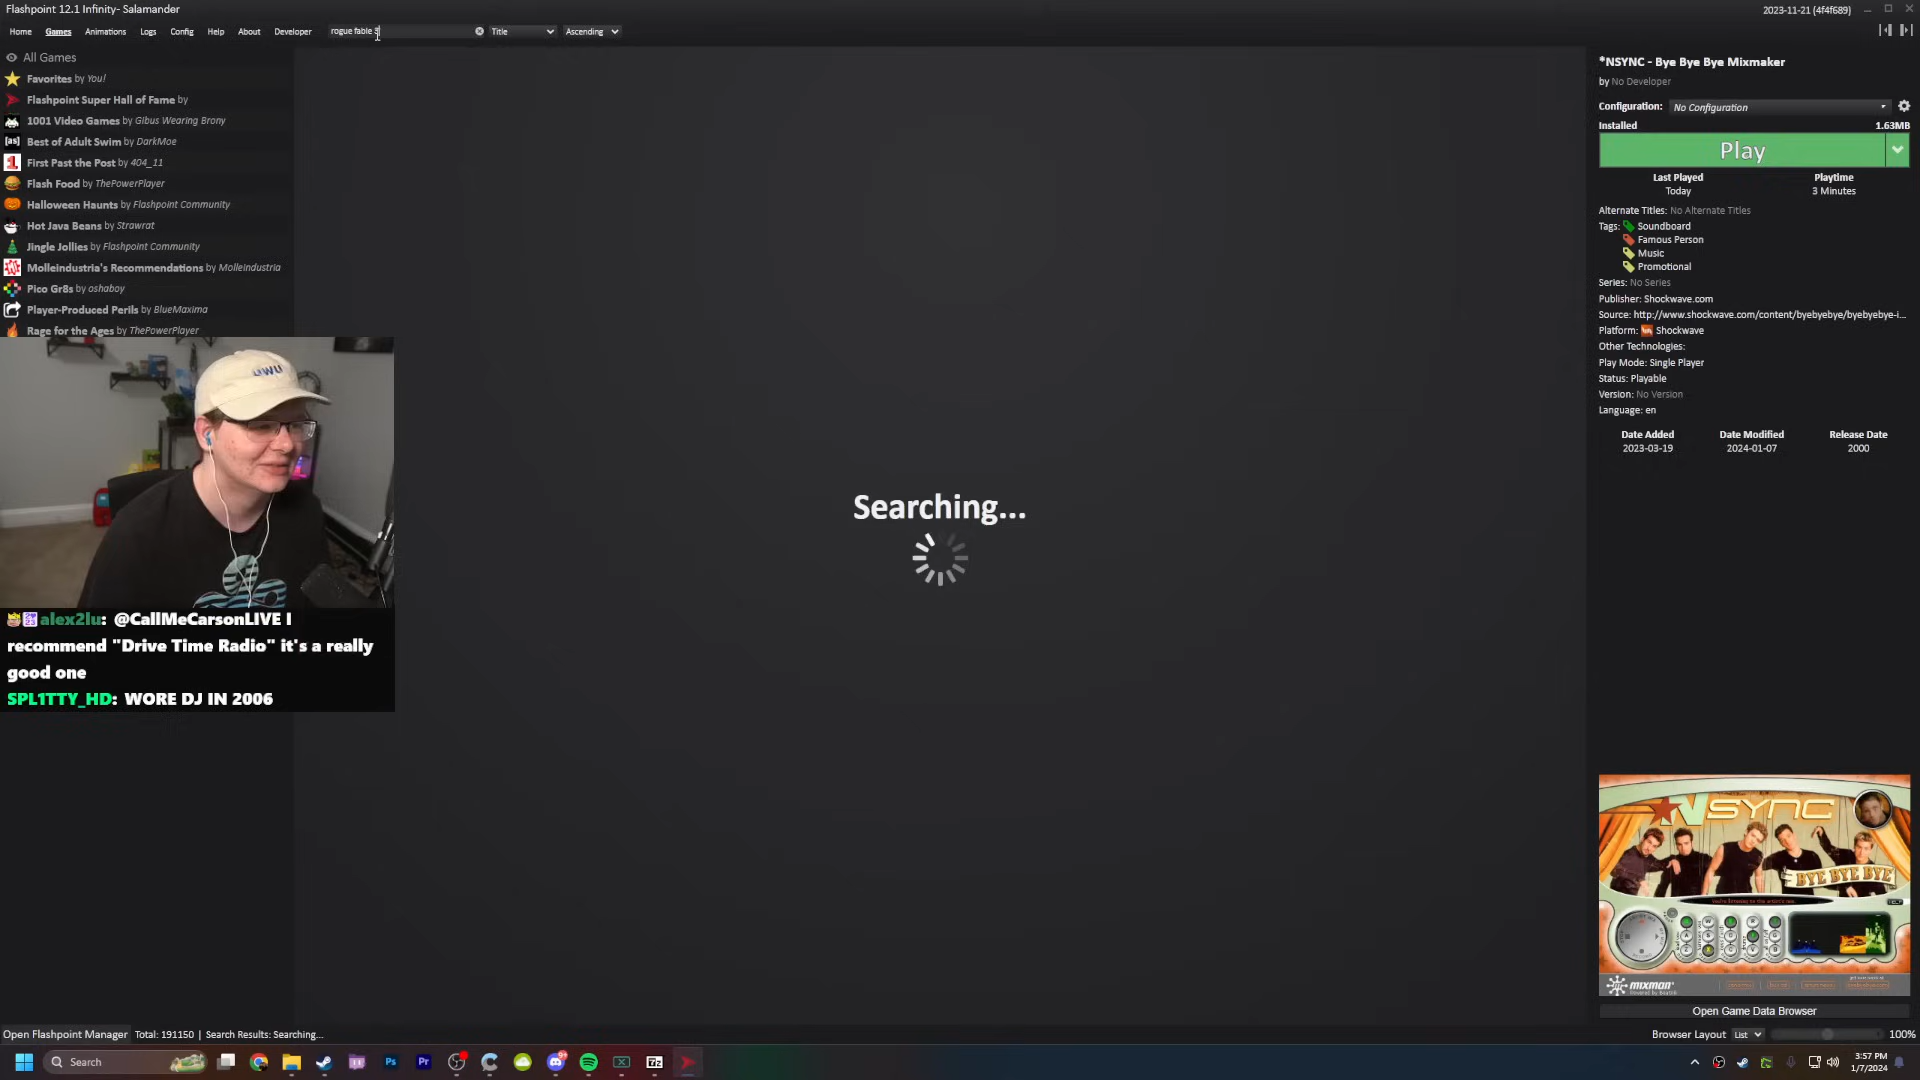 Flashpoint 12.1 Infinity- Salamander
2023-11-21 (4f4f689)
Home Games Animations Logs Config Help About Developer
rogue fable
Title
Ascending
All Games
Favorites by You!
Flashpoint Super Hall of Fame by
1001 Video Games by Gibus Wearing Brony
Best of Adult Swim by DarkMoe
First Past the Post by 404_11
Flash Food by ThePowerPlayer
Halloween Haunts by Flashpoint Community
Hot Java Beans by Strawrat
Jingle Jollies by Flashpoint Community
Molleindustria's Recommendations by Molleindustria
Pico Gr8s by oshaboy
Player-Produced Perils by BlueMaxima
Rage for the Ages by ThePowerPlayer
UWU
alex2lu: @CallMeCarsonLIVE I
recommend "Drive Time Radio" it's a really
good one
SPL1TTY_HD: WORE DJ IN 2006
Searching...
*NSYNC - Bye Bye Bye Mixmaker
by No Developer
Configuration: No Configuration
Installed 1.63MB
Play
Last Played Playtime
Today 3 Minutes
Alternate Titles: No Alternate Titles
Tags: Soundboard
Famous Person
Music
Promotional
Series: No Series
Publisher: Shockwave.com
Source: http://www.shockwave.com/content/byebyebye/byebyebye-i...
Platform: Shockwave
Other Technologies:
Play Mode: Single Player
Status: Playable
Version: No Version
Language: en
Date Added Date Modified Release Date
2023-03-19 2024-01-07 2000
NSYNC
BYE BYE BYE
mixman
Open Game Data Browser
Open Flashpoint Manager Total: 191150 | Search Results: Searching...
Browser Layout List 100%
Search
3:57 PM
1/7/2024